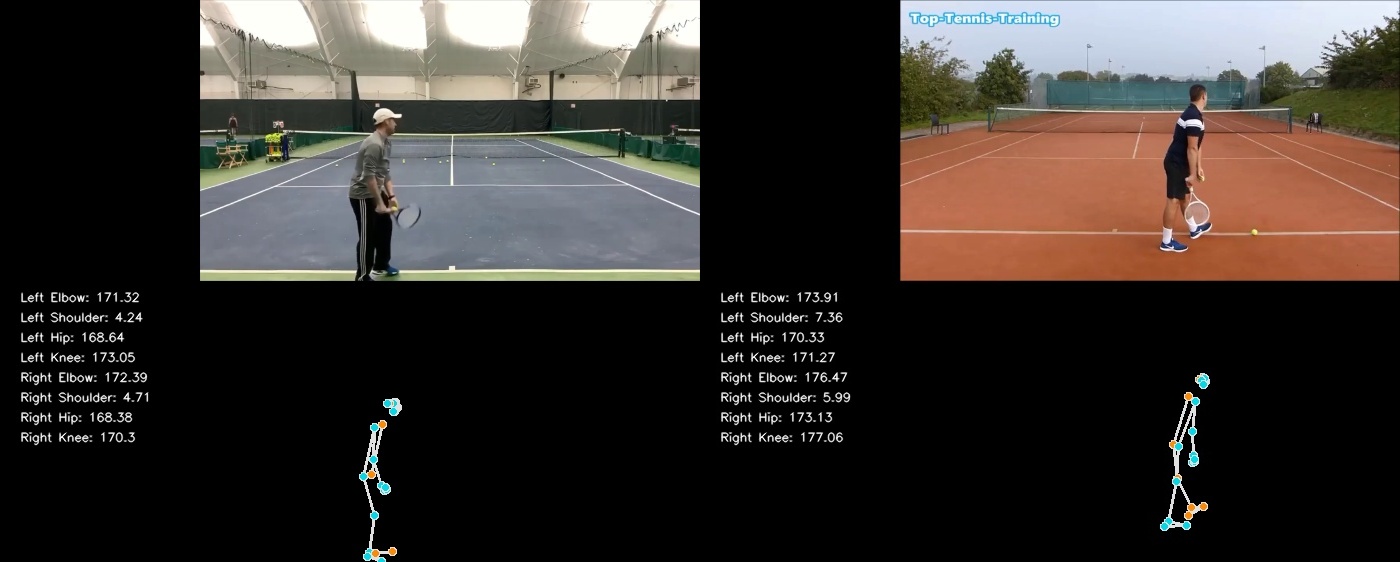 Top-Tennis-Training
Left Elbow: 171.32
Left Shoulder: 4.24
Left Hip: 168.64
Left Knee: 173.05
Right Elbow: 172.39
Right Shoulder: 4.71
Right Hip: 168.38
Right Knee: 170.3
Left Elbow: 173.91
Left Shoulder: 7.36
Left Hip: 170.33
Left Knee: 171.27
Right Elbow: 176.47
Right Shoulder: 5.99
Right Hip: 173.13
Right Knee: 177.06